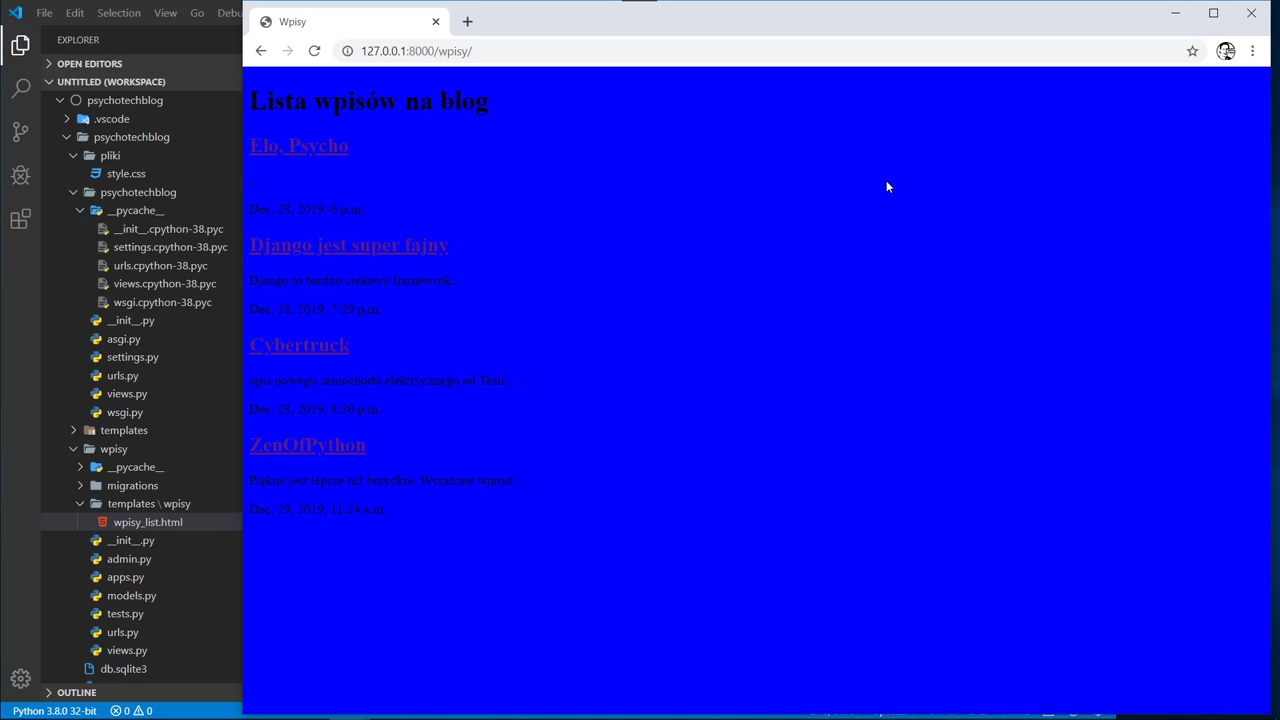 File Edit Selection View Go Debu
EXPLORER
OPEN EDITORS
UNTITLED (WORKSPACE)
psychotechblog
.vscode
psychotechblog
pliki
style.css
psychotechblog
__pycache__
__init__.cpython-38.pyc
settings.cpython-38.pyc
urls.cpython-38.pyc
views.cpython-38.pyc
wsgi.cpython-38.pyc
__init__.py
asgi.py
settings.py
urls.py
views.py
wsgi.py
templates
wpisy
__pycache__
migrations
templates \ wpisy
wpisy_list.html
__init__.py
admin.py
apps.py
models.py
tests.py
urls.py
views.py
db.sqlite3
OUTLINE
Python 3.8.0 32-bit 0 0
Wpisy
127.0.0.1:8000/wpisy/
Lista wpisów na blog
Elo, Psycho
...
Dec. 28, 2019, 6 p.m.
Django jest super fajny
Django to bardzo ciekawy framewrok...
Dec. 28, 2019, 7:29 p.m.
Cybertruck
opis nowego samochodu elektrycznego od Tesli.....
Dec. 28, 2019, 8:30 p.m.
ZenOfPython
Piękne jest lepsze niż brzydkie. Wyrażone wprost ...
Dec. 29, 2019, 11:24 a.m.